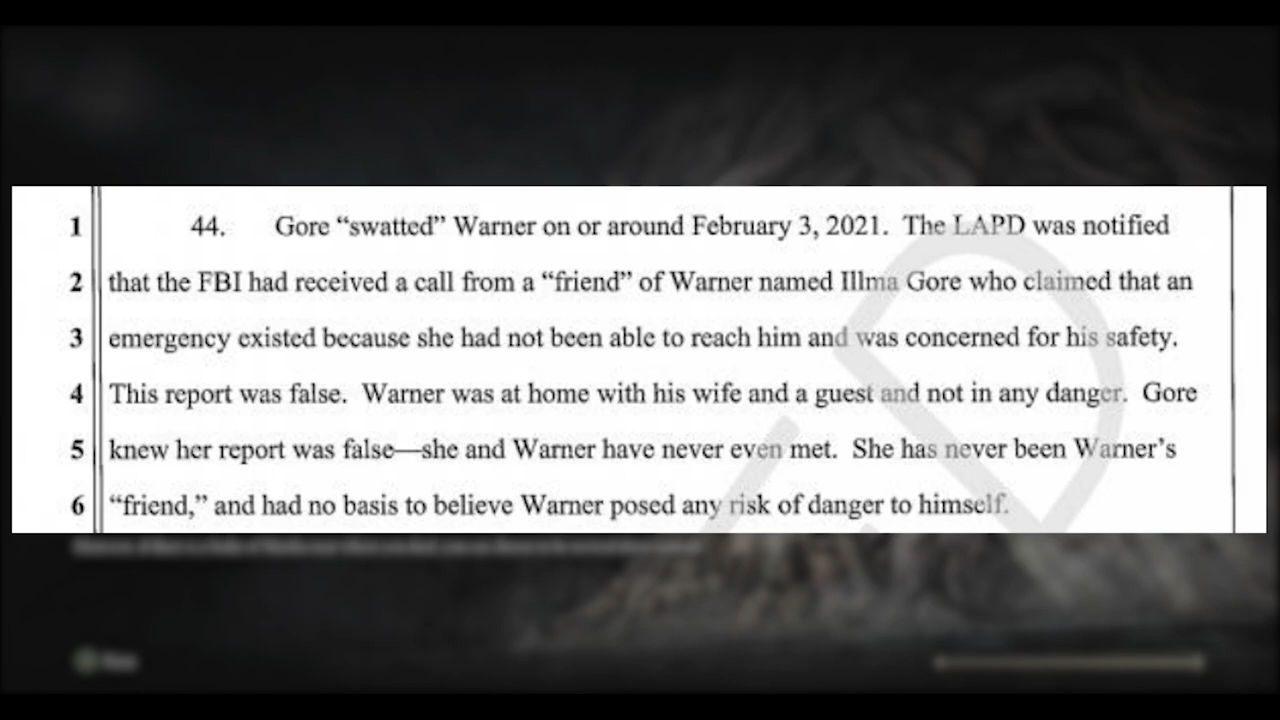 1 44. Gore “swatted” Warner on or around February 3, 2021. The LAPD was notified
2 that the FBI had received a call from a “friend” of Warner named Illma Gore who claimed that an
3 emergency existed because she had not been able to reach him and was concerned for his safety.
4 This report was false. Warner was at home with his wife and a guest and not in any danger. Gore
5 knew her report was false—she and Warner have never even met. She has never been Warner’s
6 “friend,” and had no basis to believe Warner posed any risk of danger to himself.